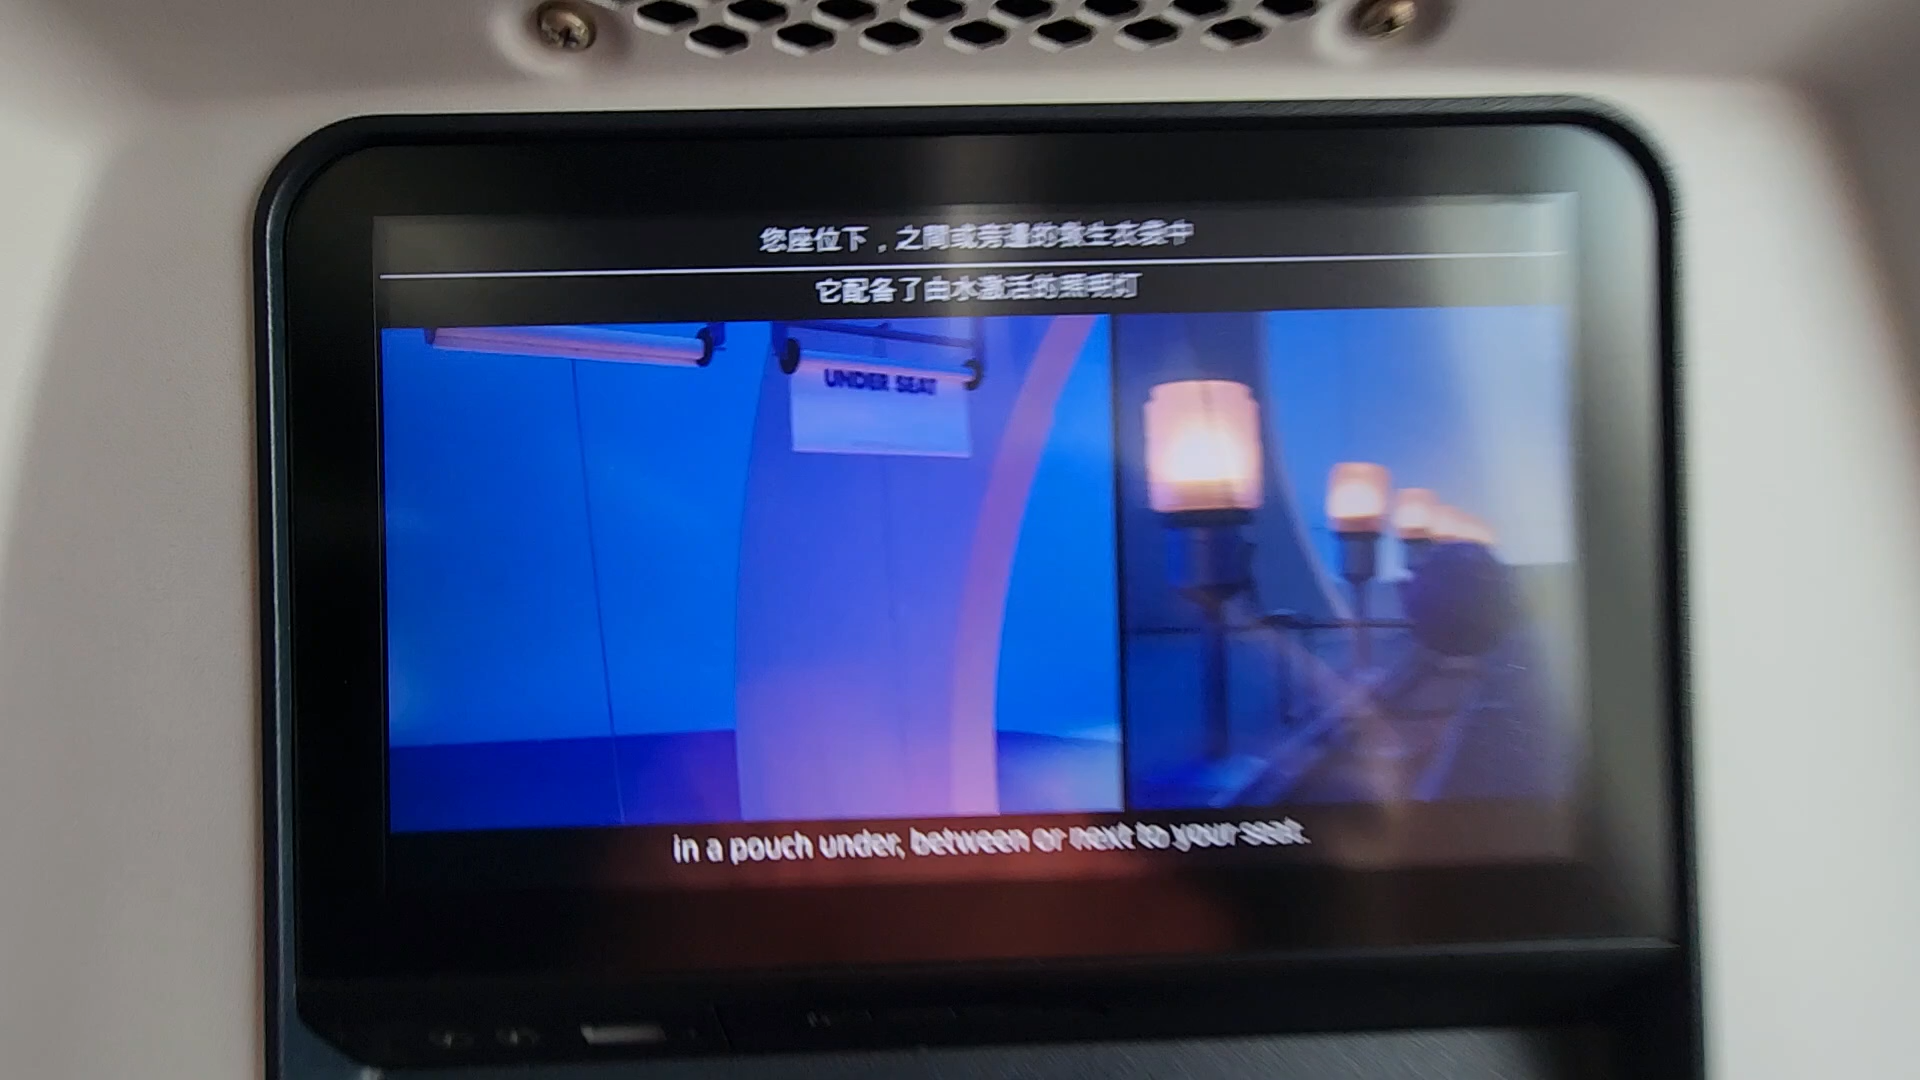 您座位下，之間或旁邊的救生衣袋中
它配备了由水激活的照明灯
UNDER SEAT
in a pouch under, between or next to your seat.